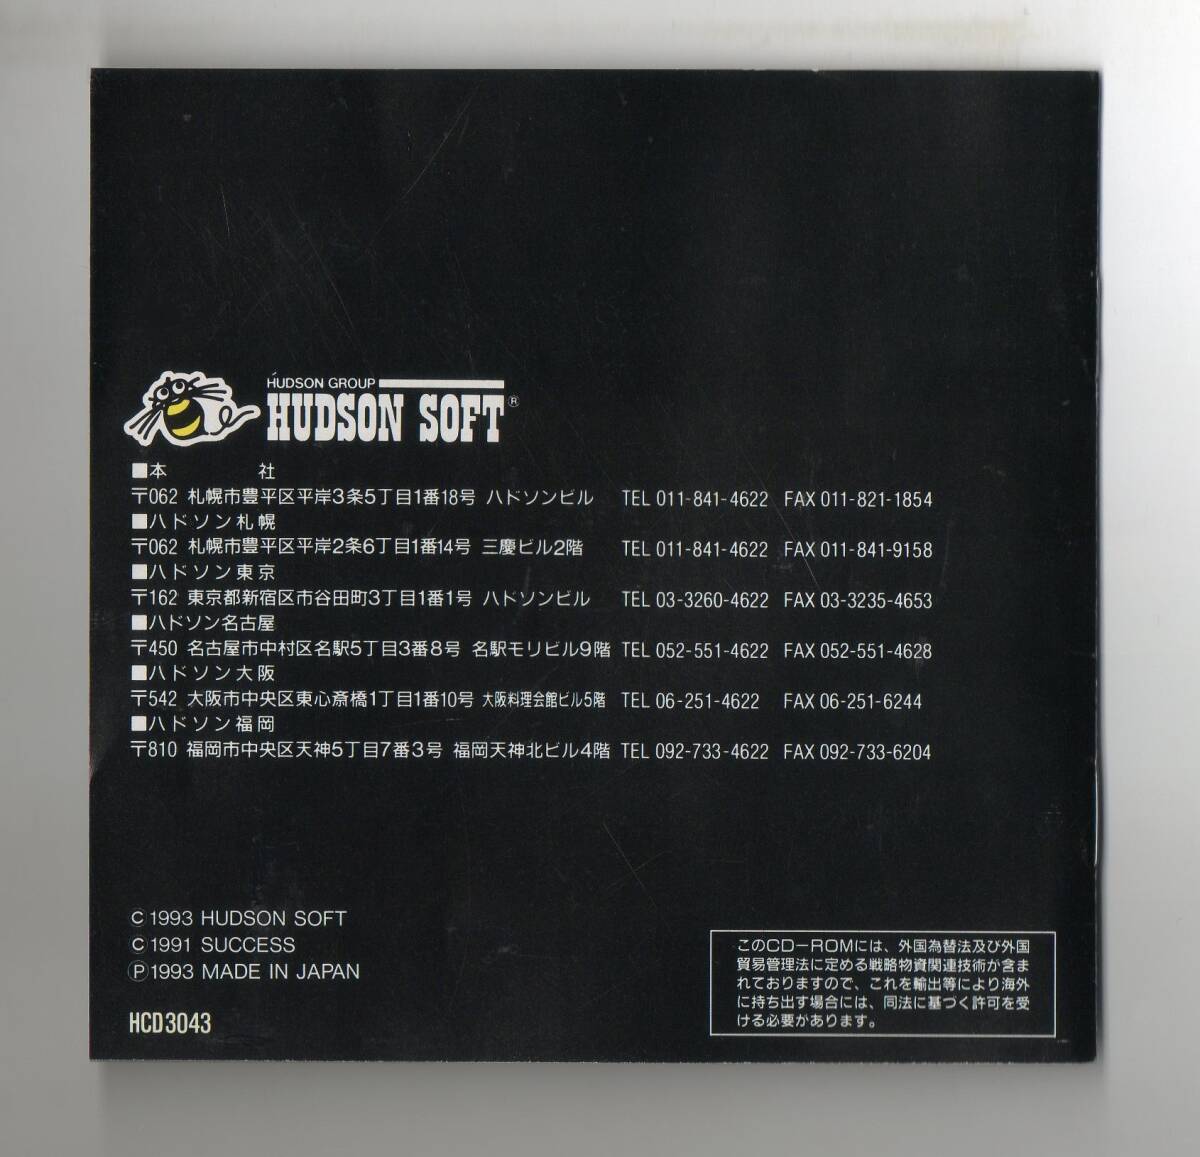 HUDSON GROUP
HUDSON SOFT®
■本 社
〒062 札幌市豊平区平岸3条5丁目1番18号 ハドソンビル TEL 011-841-4622 FAX 011-821-1854
■ハドソン札幌
〒062 札幌市豊平区平岸2条6丁目1番14号 三慶ビル2階 TEL 011-841-4622 FAX 011-841-9158
■ハドソン東京
〒162 東京都新宿区市谷田町3丁目1番1号 ハドソンビル TEL 03-3260-4622 FAX 03-3235-4653
■ハドソン名古屋
〒450 名古屋市中村区名駅5丁目3番8号 名駅モリビル9階 TEL 052-551-4622 FAX 052-551-4628
■ハドソン大阪
〒542 大阪市中央区東心斎橋1丁目1番10号 大阪料理会館ビル5階 TEL 06-251-4622 FAX 06-251-6244
■ハドソン福岡
〒810 福岡市中央区天神5丁目7番3号 福岡天神北ビル4階 TEL 092-733-4622 FAX 092-733-6204
Ⓒ1993 HUDSON SOFT
Ⓒ1991 SUCCESS
Ⓟ1993 MADE IN JAPAN
HCD3043
このCD-ROMには、外国為替法及び外国
貿易管理法に定める戦略物資関連技術が含ま
れておりますので、これを輸出等により海外
に持ち出す場合には、同法に基づく許可を受
ける必要があります。